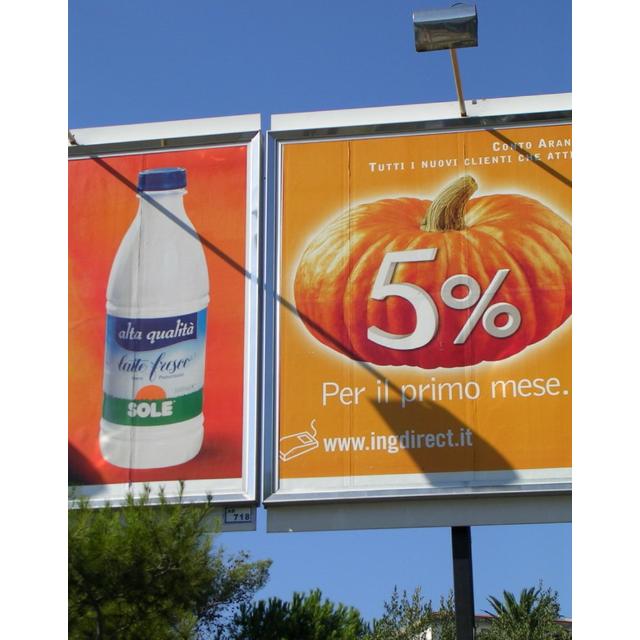 alta qualità
latte fresco
SOLE
718
CONTO ARAN
TUTTI I NUOVI CLIENTI CHE ATTI
5%
Per il primo mese.
www.ingdirect.it